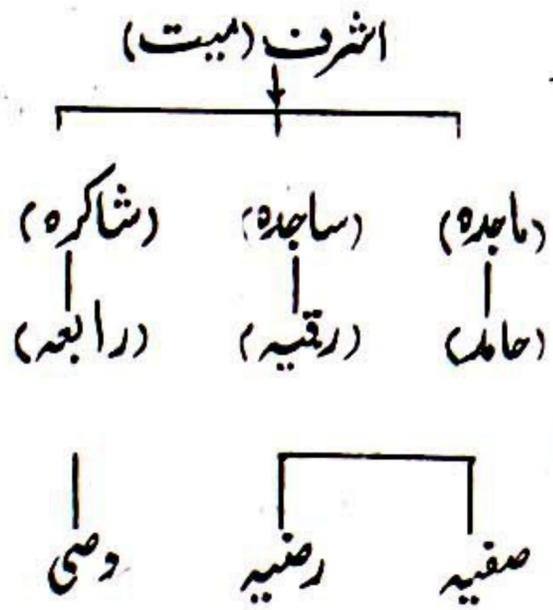 اشرف (میت)
(ماجدہ) (ساجدہ) (شاکرہ)
(حامد) (رقیہ) (رابعہ)
صفیہ رضیہ وصی